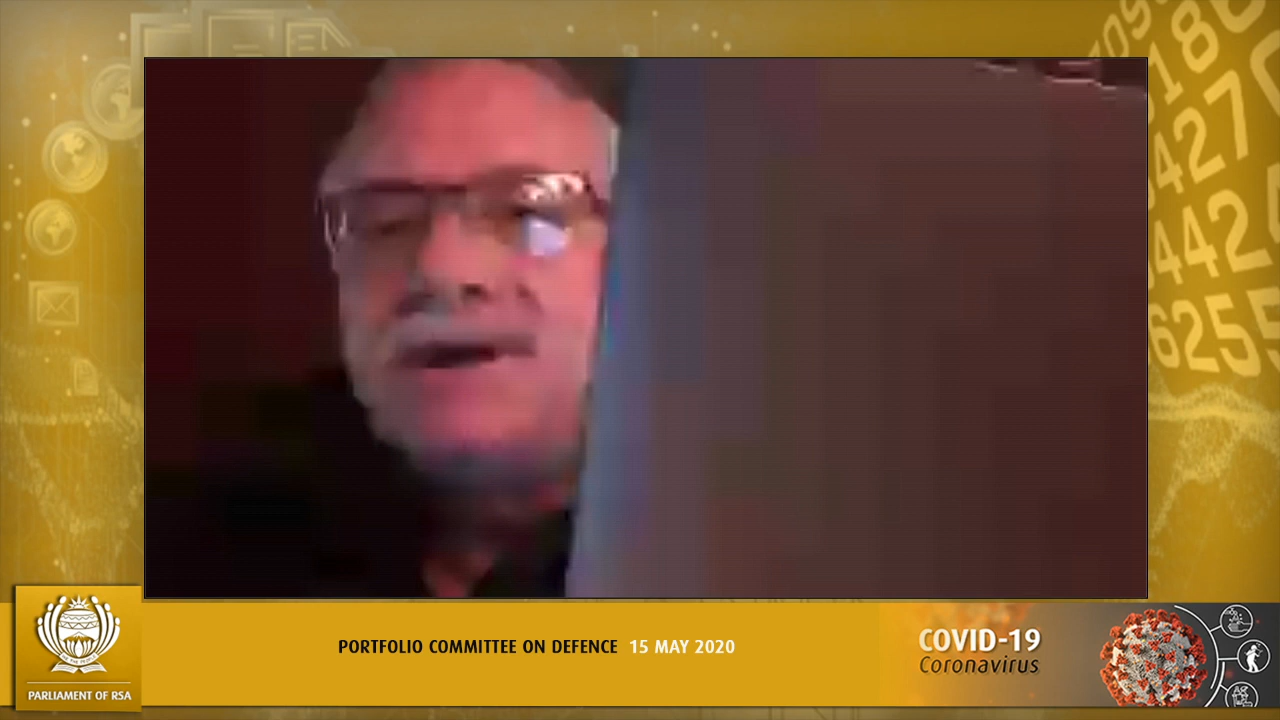 PORTFOLIO COMMITTEE ON DEFENCE 15 MAY 2020
COVID-19
Coronavirus
PARLIAMENT OF RSA